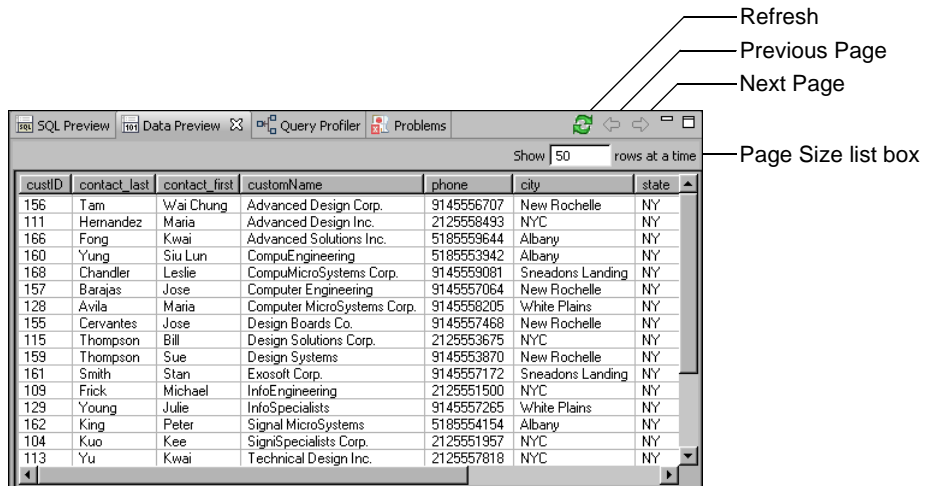 Refresh
Previous Page
Next Page
SQL SQL Preview 101 Data Preview Query Profiler Problems
Show 50 rows at a time
Page Size list box
custID contact_last contact_first customName phone city state
156 Tam Wai Chung Advanced Design Corp. 9145556707 New Rochelle NY
111 Hernandez Maria Advanced Design Inc. 2125558493 NYC NY
166 Fong Kwai Advanced Solutions Inc. 5185559644 Albany NY
160 Yung Siu Lun CompuEngineering 5185553942 Albany NY
168 Chandler Leslie CompuMicroSystems Corp. 9145559081 Sneadons Landing NY
157 Barajas Jose Computer Engineering 9145557064 New Rochelle NY
128 Avila Maria Computer MicroSystems Corp. 9145558205 White Plains NY
155 Cervantes Jose Design Boards Co. 9145557468 New Rochelle NY
115 Thompson Bill Design Solutions Corp. 2125553675 NYC NY
159 Thompson Sue Design Systems 9145553870 New Rochelle NY
161 Smith Stan Exosoft Corp. 9145557172 Sneadons Landing NY
109 Frick Michael InfoEngineering 2125551500 NYC NY
129 Young Julie InfoSpecialists 9145557265 White Plains NY
162 King Peter Signal MicroSystems 5185554154 Albany NY
104 Kuo Kee SigniSpecialists Corp. 2125551957 NYC NY
113 Yu Kwai Technical Design Inc. 2125557818 NYC NY